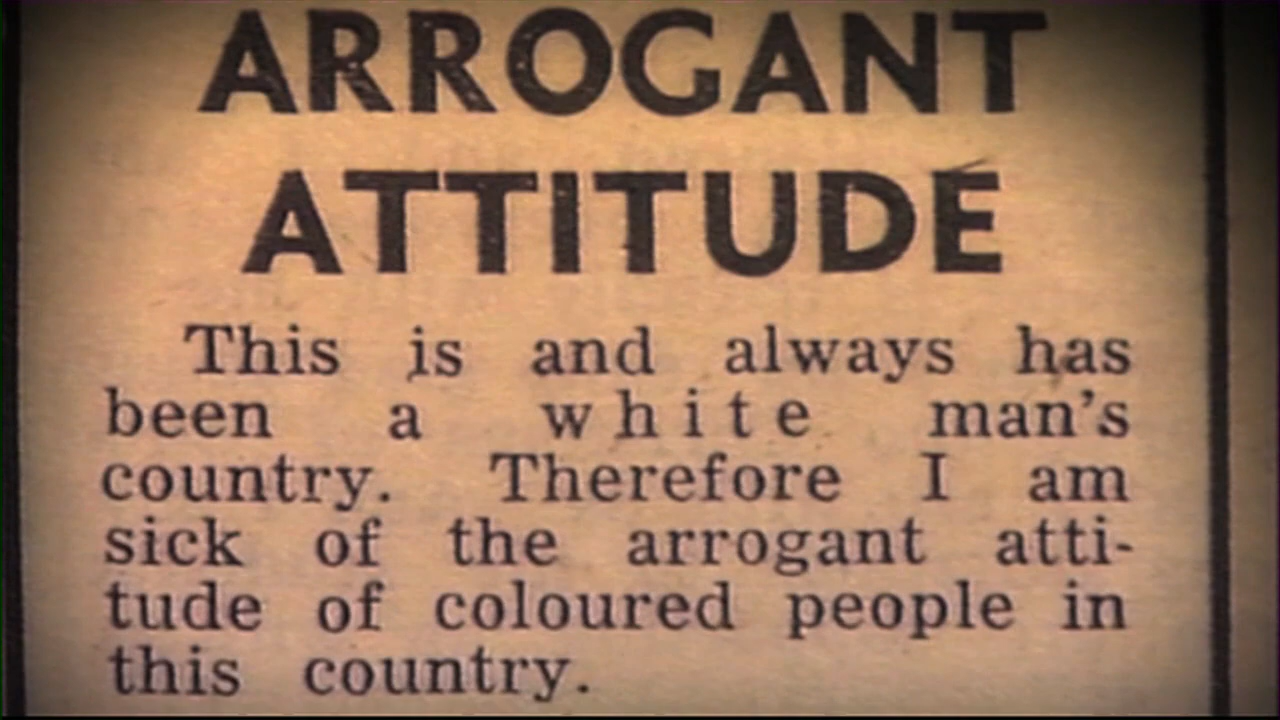 ARROGANT
ATTITUDE
This is and always has
been a white man's
country. Therefore I am
sick of the arrogant atti-
tude of coloured people in
this country.